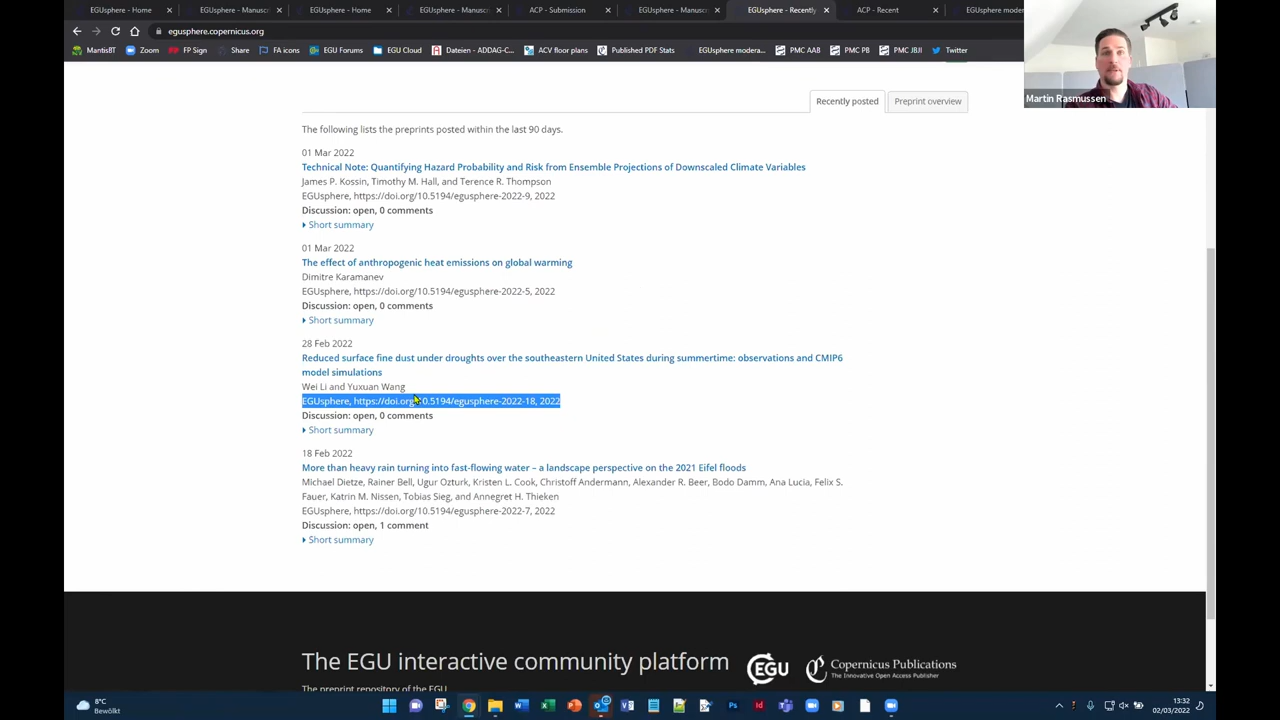 EGUsphere - Home
EGUsphere - Manuscr
EGUsphere - Home
EGUsphere - Manuscr
ACP - Submission
EGUsphere - Manuscr
EGUsphere - Recently
ACP - Recent
egusphere.copernicus.org
MantisBT
Zoom
FP Sign
Share
FA icons
EGU Forums
EGU Cloud
Dateien - ADDAG-C...
ACV floor plans
Published PDF Stats
EGUsphere modera...
PMC AAB
PMC PB
PMC JBJI
Twitter
Martin Rasmussen
Recently posted
Preprint overview
The following lists the preprints posted within the last 90 days.
01 Mar 2022
Technical Note: Quantifying Hazard Probability and Risk from Ensemble Projections of Downscaled Climate Variables
James P. Kossin, Timothy M. Hall, and Terence R. Thompson
EGUsphere, https://doi.org/10.5194/egusphere-2022-9, 2022
Discussion: open, 0 comments
Short summary
01 Mar 2022
The effect of anthropogenic heat emissions on global warming
Dimitre Karamanev
EGUsphere, https://doi.org/10.5194/egusphere-2022-5, 2022
Discussion: open, 0 comments
Short summary
28 Feb 2022
Reduced surface fine dust under droughts over the southeastern United States during summertime: observations and CMIP6
model simulations
Wei Li and Yuxuan Wang
EGUsphere, https://doi.org/10.5194/egusphere-2022-18, 2022
Discussion: open, 0 comments
Short summary
18 Feb 2022
More than heavy rain turning into fast-flowing water – a landscape perspective on the 2021 Eifel floods
Michael Dietze, Rainer Bell, Ugur Ozturk, Kristen L. Cook, Christoff Andermann, Alexander R. Beer, Bodo Damm, Ana Lucia, Felix S.
Fauer, Katrin M. Nissen, Tobias Sieg, and Annegret H. Thieken
EGUsphere, https://doi.org/10.5194/egusphere-2022-7, 2022
Discussion: open, 1 comment
Short summary
The EGU interactive community platform
EGU
Copernicus Publications
The Innovative Open Access Publisher
The preprint repository of the EGU
8°C
Bewölkt
13:32
02/03/2022